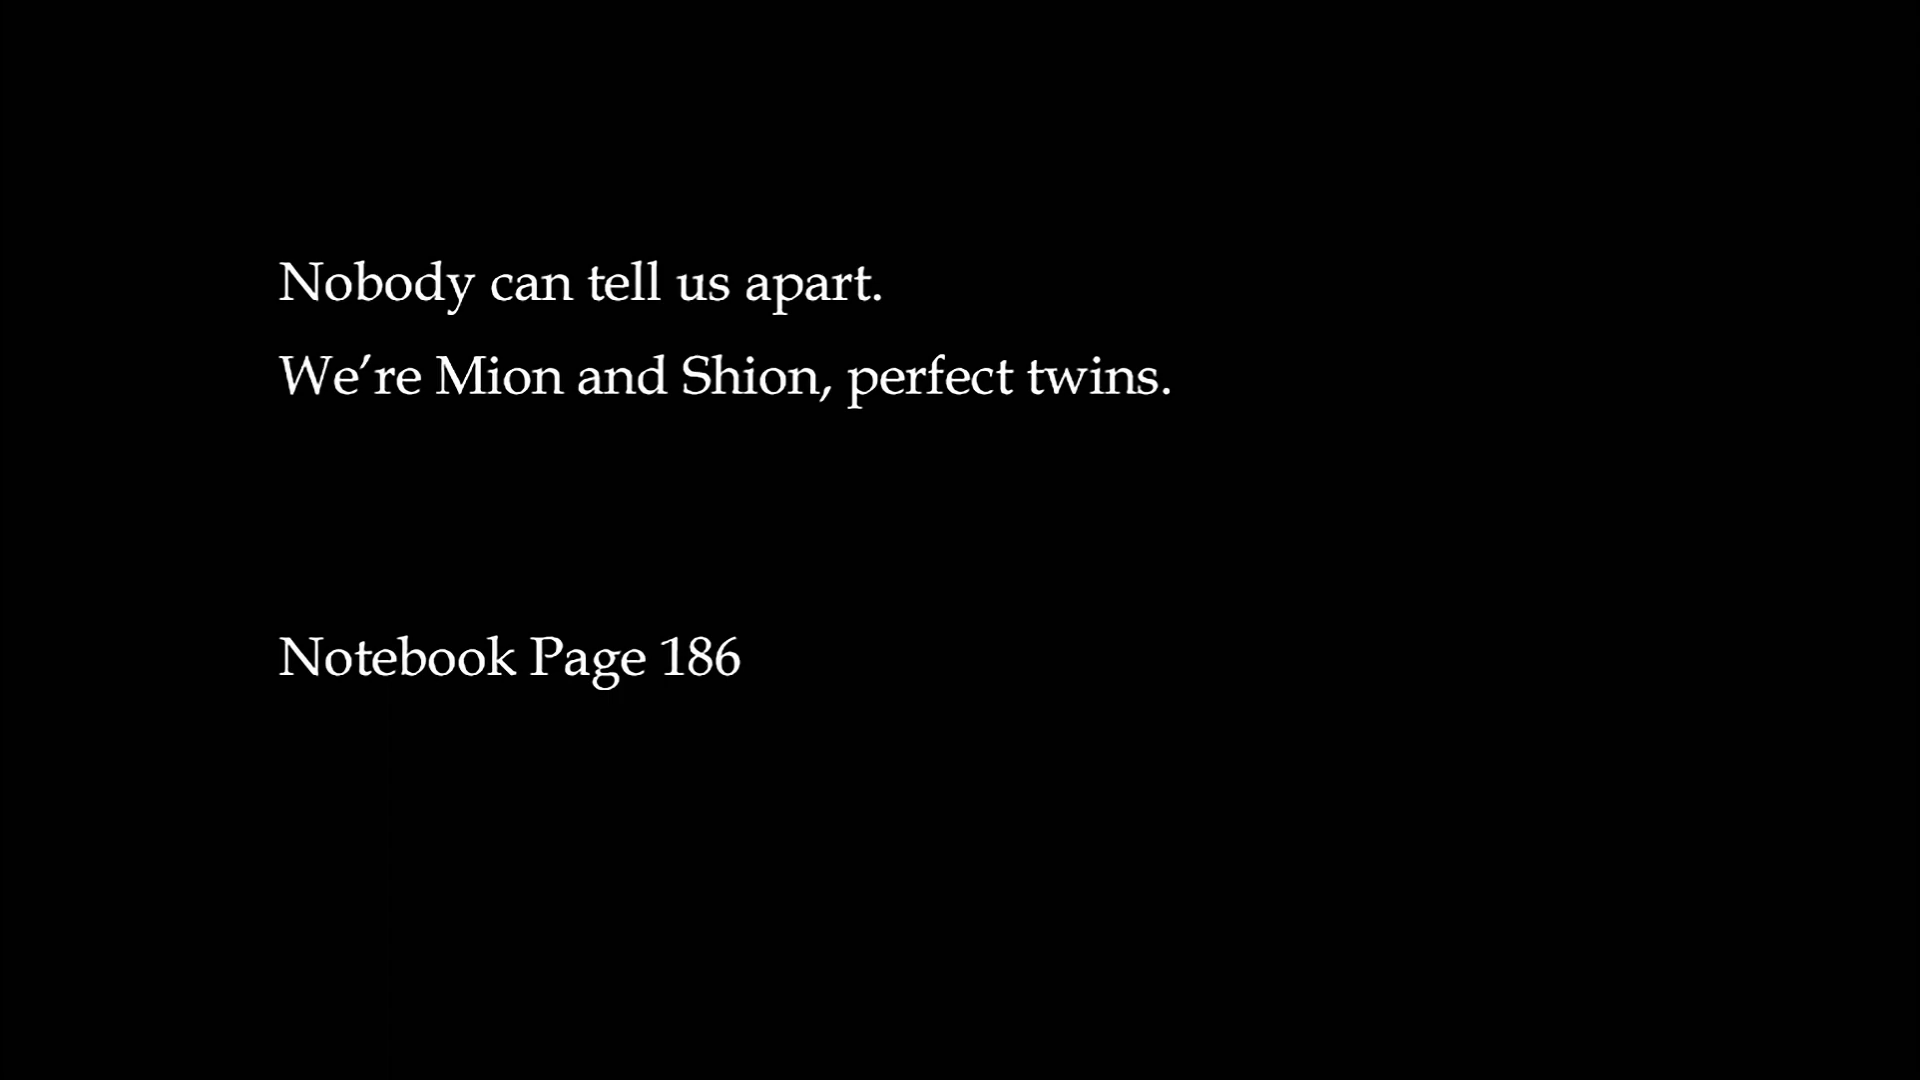 Nobody can tell us apart.
We’re Mion and Shion, perfect twins.
Notebook Page 186